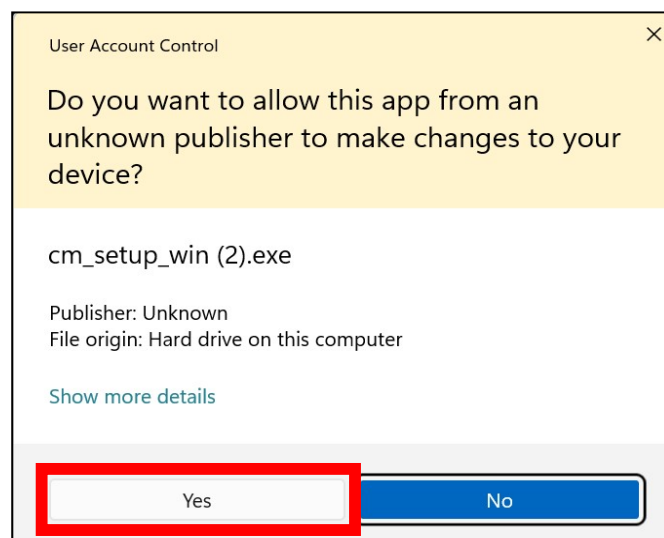 User Account Control
Do you want to allow this app from an
unknown publisher to make changes to your
device?
cm_setup_win (2).exe
Publisher: Unknown
File origin: Hard drive on this computer
Show more details
Yes
No